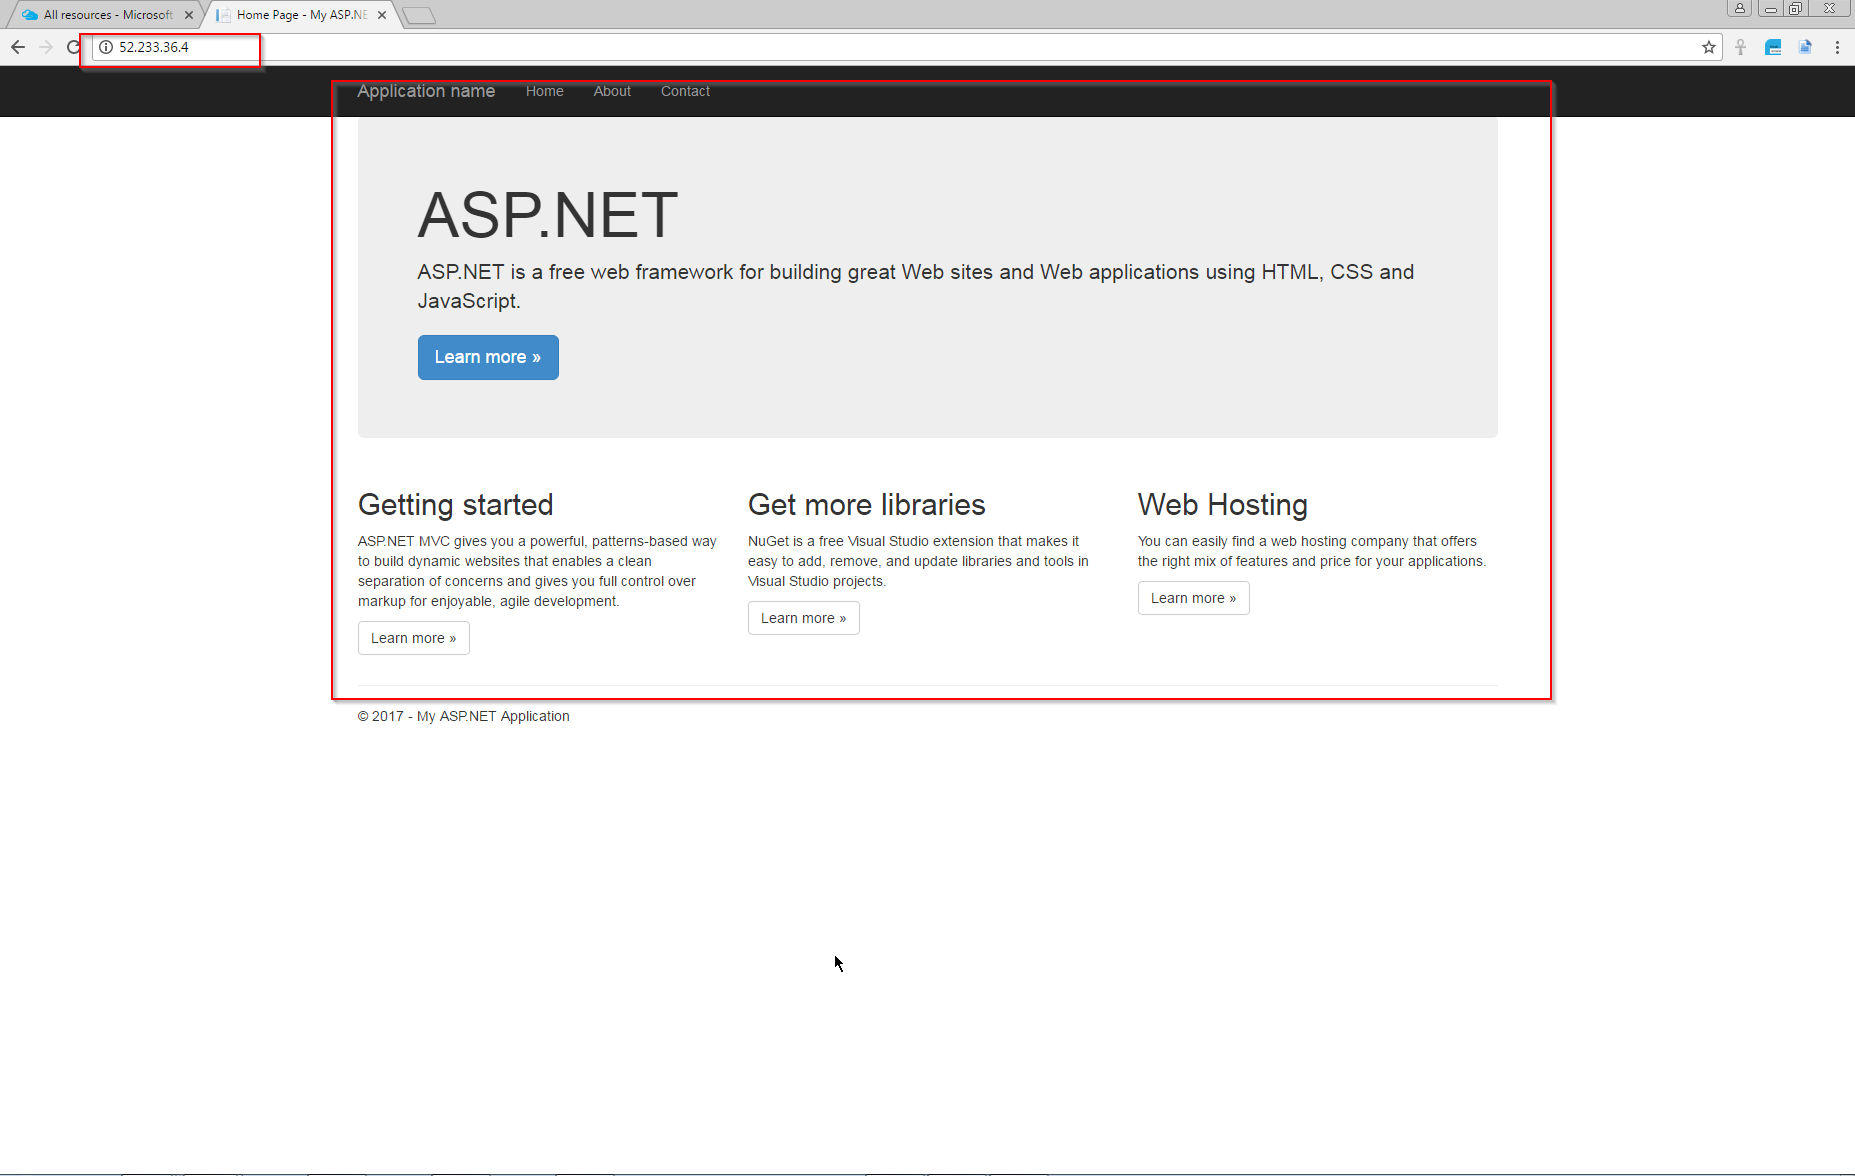 All resources - Microsoft
Home Page - My ASP.NE
52.233.36.4
Application name Home About Contact
ASP.NET
ASP.NET is a free web framework for building great Web sites and Web applications using HTML, CSS and
JavaScript.
Learn more »
Getting started
ASP.NET MVC gives you a powerful, patterns-based way
to build dynamic websites that enables a clean
separation of concerns and gives you full control over
markup for enjoyable, agile development.
Learn more »
Get more libraries
NuGet is a free Visual Studio extension that makes it
easy to add, remove, and update libraries and tools in
Visual Studio projects.
Learn more »
Web Hosting
You can easily find a web hosting company that offers
the right mix of features and price for your applications.
Learn more »
© 2017 - My ASP.NET Application